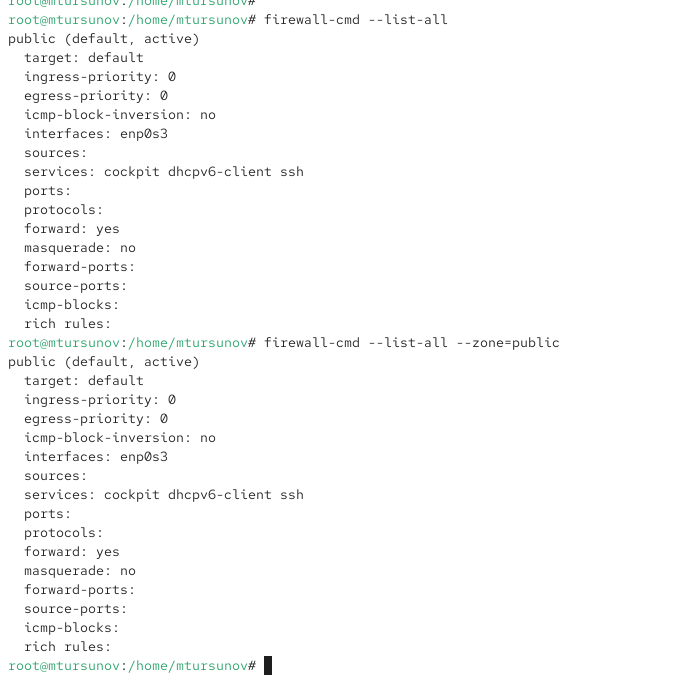 root@mtursunov:/home/mtursunov#
root@mtursunov:/home/mtursunov# firewall-cmd --list-all
public (default, active)
  target: default
  ingress-priority: 0
  egress-priority: 0
  icmp-block-inversion: no
  interfaces: enp0s3
  sources:
  services: cockpit dhcpv6-client ssh
  ports:
  protocols:
  forward: yes
  masquerade: no
  forward-ports:
  source-ports:
  icmp-blocks:
  rich rules:
root@mtursunov:/home/mtursunov# firewall-cmd --list-all --zone=public
public (default, active)
  target: default
  ingress-priority: 0
  egress-priority: 0
  icmp-block-inversion: no
  interfaces: enp0s3
  sources:
  services: cockpit dhcpv6-client ssh
  ports:
  protocols:
  forward: yes
  masquerade: no
  forward-ports:
  source-ports:
  icmp-blocks:
  rich rules:
root@mtursunov:/home/mtursunov#